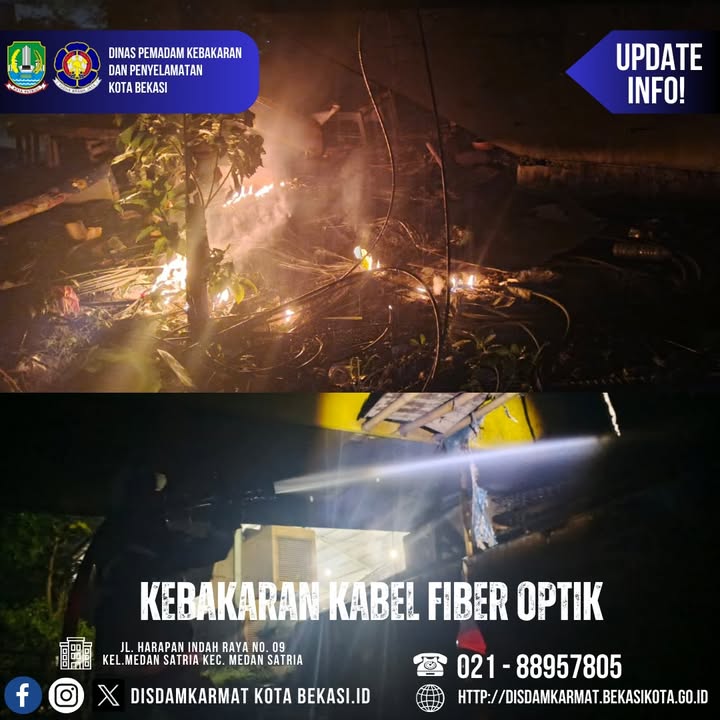 DINAS PEMADAM KEBAKARAN
DAN PENYELAMATAN
KOTA BEKASI
UPDATE
INFO!
KEBAKARAN KABEL FIBER OPTIK
JL. HARAPAN INDAH RAYA NO. 09
KEL.MEDAN SATRIA KEC. MEDAN SATRIA
021 - 88957805
DISDAMKARMAT KOTA BEKASI.ID
HTTP://DISDAMKARMAT.BEKASIKOTA.GO.ID